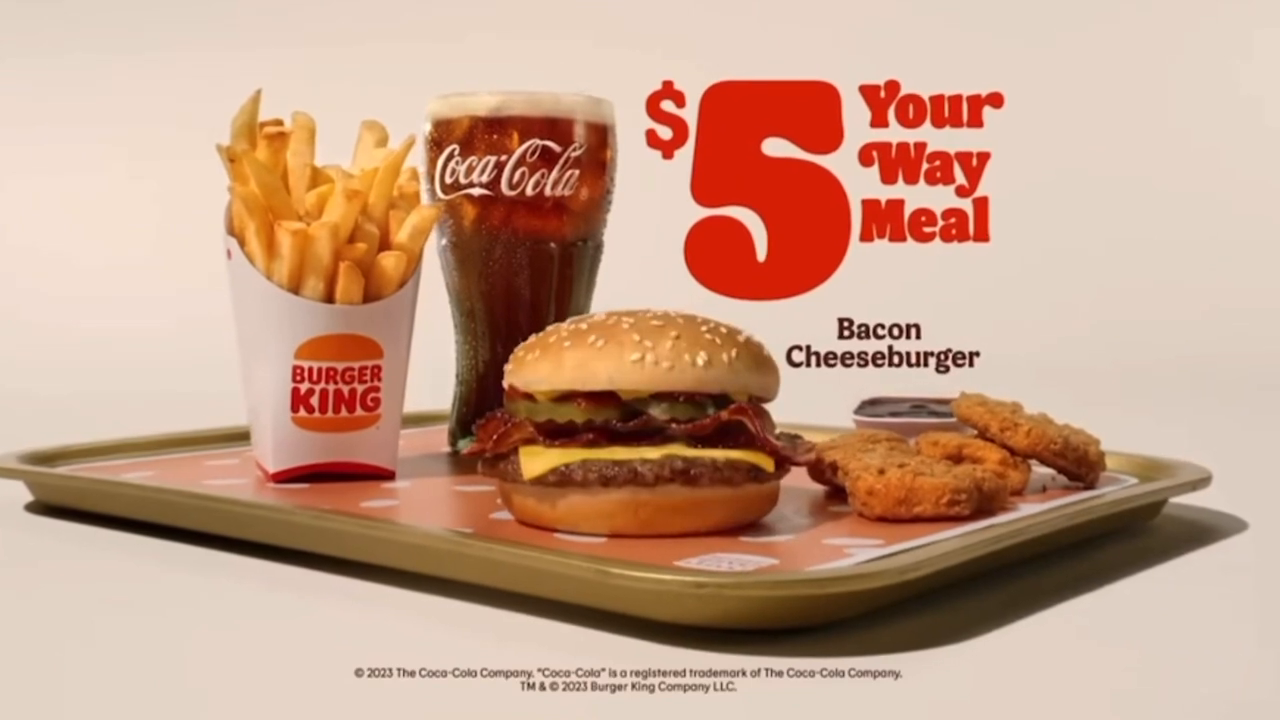 $5 Your
Way
Meal
Bacon
Cheeseburger
Coca-Cola
BURGER
KING
© 2023 The Coca-Cola Company. "Coca-Cola" is a registered trademark of The Coca-Cola Company.
TM & © 2023 Burger King Company LLC.